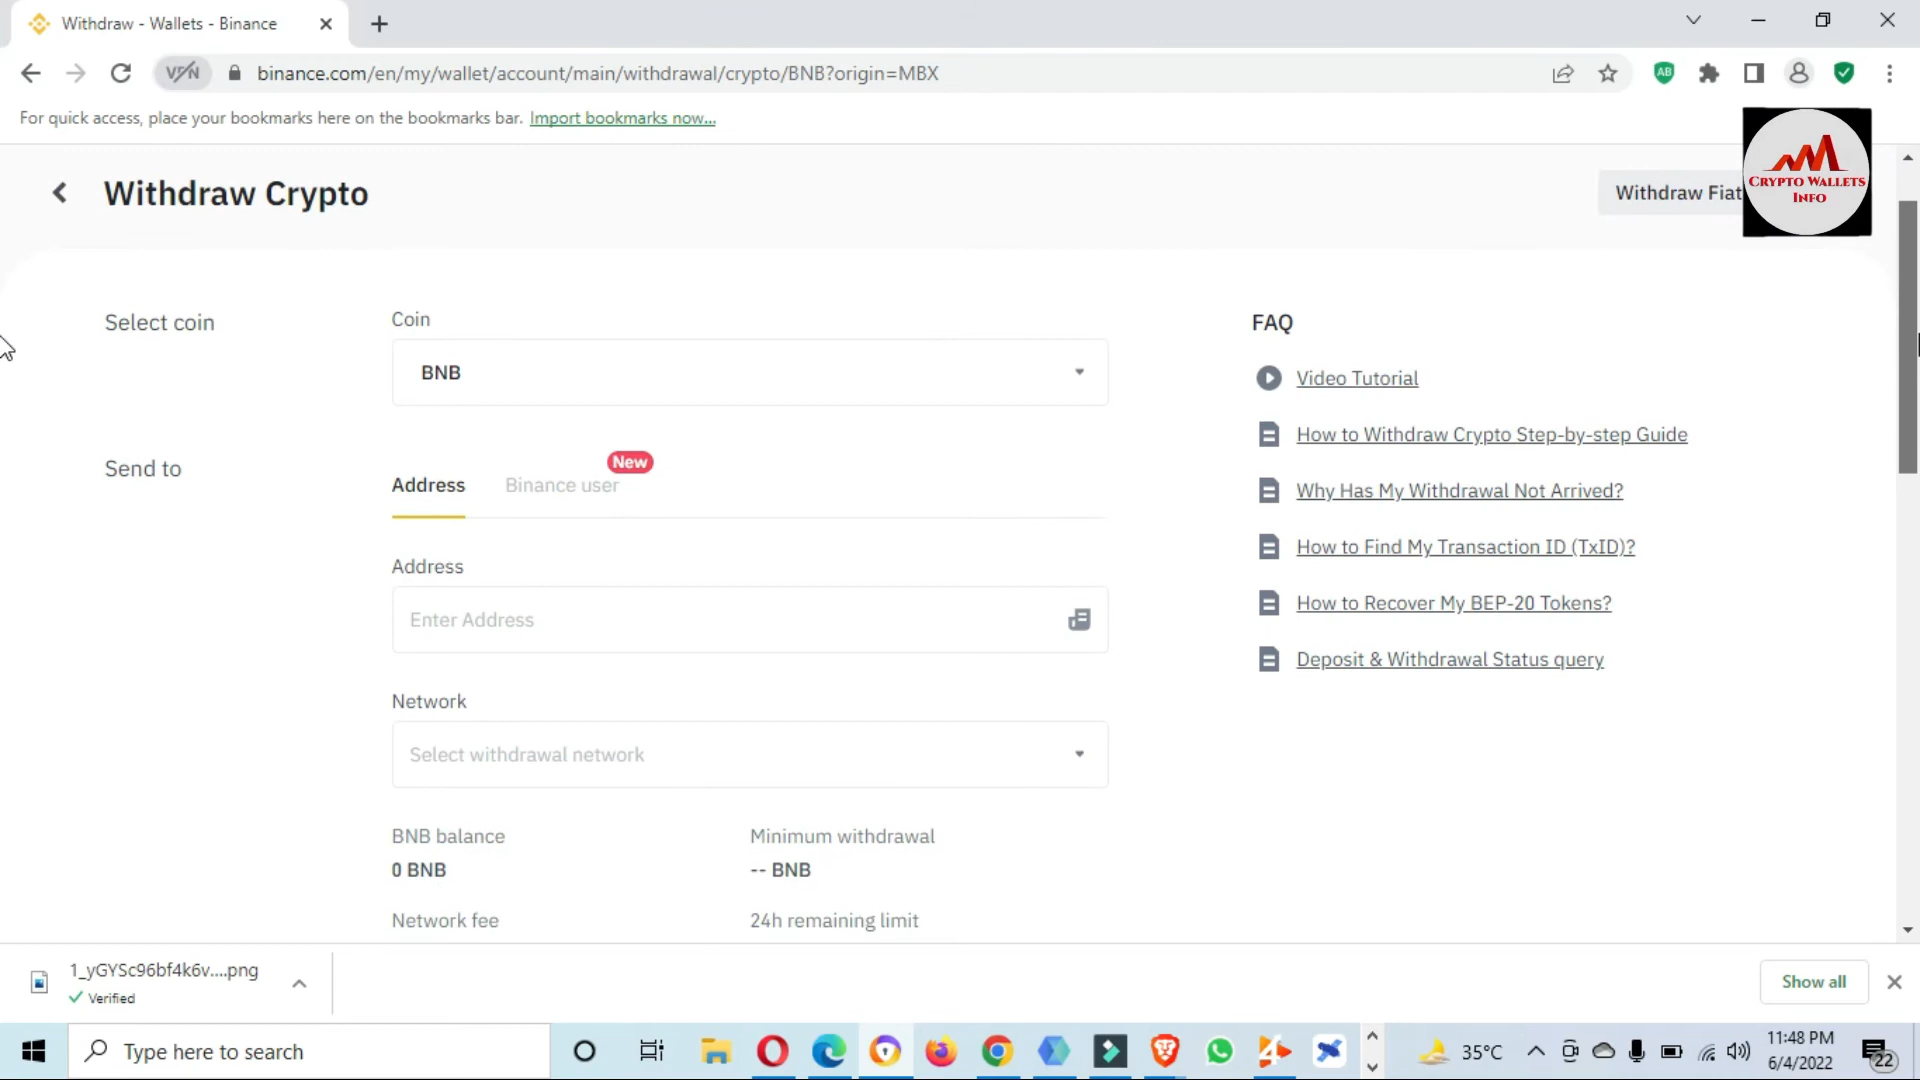 Withdraw - Wallets - Binance
VPN
binance.com/en/my/wallet/account/main/withdrawal/crypto/BNB?origin=MBX
AB
For quick access, place your bookmarks here on the bookmarks bar. Import bookmarks now...
Withdraw Crypto
Withdraw Fiat
CRYPTO WALLETS
INFO
Select coin
Coin
BNB
Send to
Address
Binance user
New
Address
Enter Address
Network
Select withdrawal network
BNB balance
Minimum withdrawal
0 BNB
-- BNB
Network fee
24h remaining limit
FAQ
Video Tutorial
How to Withdraw Crypto Step-by-step Guide
Why Has My Withdrawal Not Arrived?
How to Find My Transaction ID (TxID)?
How to Recover My BEP-20 Tokens?
Deposit & Withdrawal Status query
1_yGYSc96bf4k6v....png
Verified
Show all
Type here to search
35°C
11:48 PM
6/4/2022
22